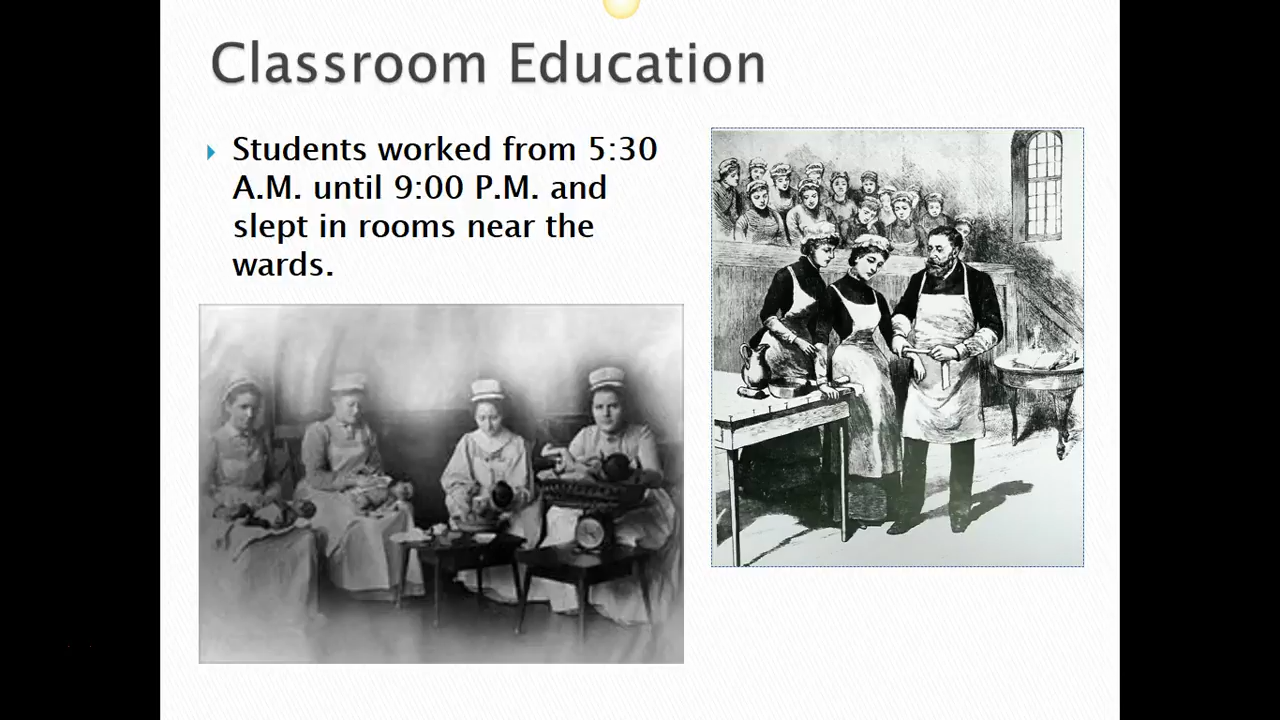 Classroom Education
Students worked from 5:30
A.M. until 9:00 P.M. and
slept in rooms near the
wards.